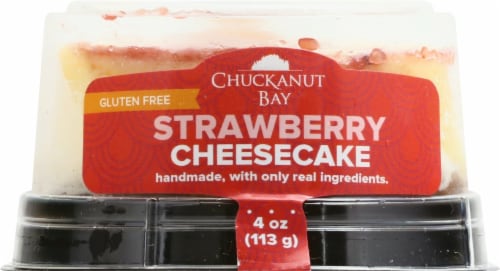 CHUCKANUT
BAY
GLUTEN FREE
STRAWBERRY
CHEESECAKE
handmade, with only real ingredients.
4 oz
(113 g)